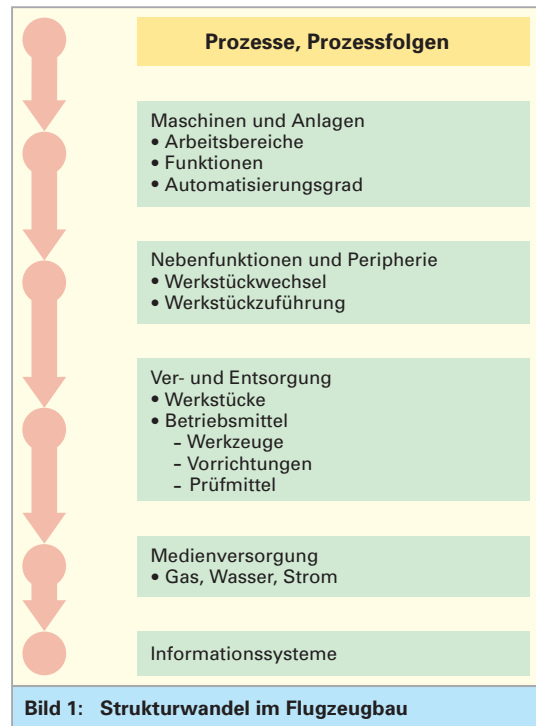 Prozesse, Prozessfolgen
Maschinen und Anlagen
• Arbeitsbereiche
• Funktionen
• Automatisierungsgrad
Nebenfunktionen und Peripherie
• Werkstückwechsel
• Werkstückzuführung
Ver- und Entsorgung
• Werkstücke
• Betriebsmittel
– Werkzeuge
– Vorrichtungen
– Prüfmittel
Medienversorgung
• Gas, Wasser, Strom
Informationssysteme
Bild 1: Strukturwandel im Flugzeugbau